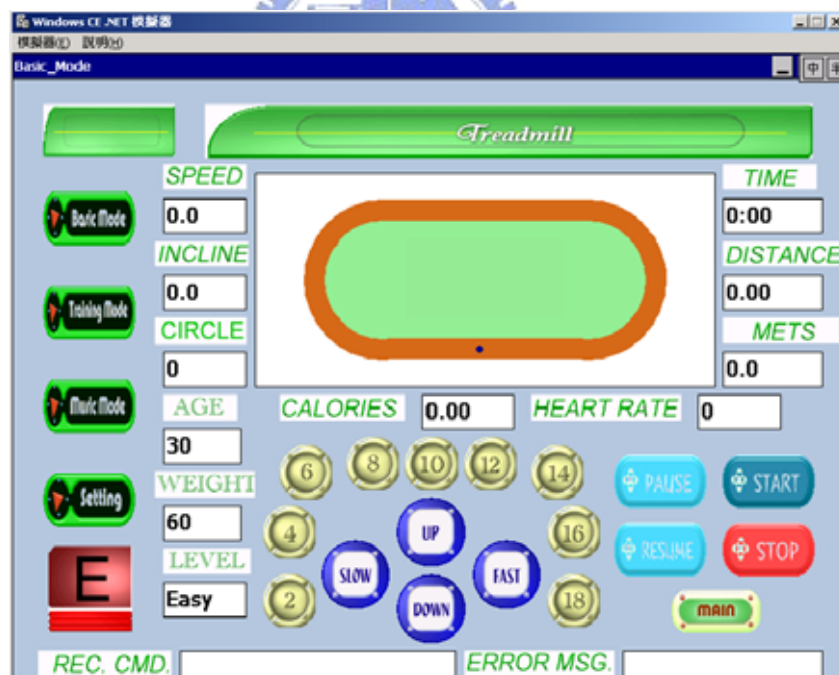 Windows CE .NET 模擬器
模擬器(E) 說明(H)
Basic_Mode 中 半
Treadmill
SPEED TIME
Basic Mode 0.0 0:00
INCLINE DISTANCE
Training Mode 0.0 0.00
CIRCLE METS
0 0.0
Music Mode AGE CALORIES 0.00 HEART RATE 0
30 6 8 10 12 14
WEIGHT PAUSE START
Setting 60 4 UP 16
LEVEL RESUME STOP
E SLOW FAST
Easy 2 DOWN 18 MAIN
REC. CMD. ERROR MSG.